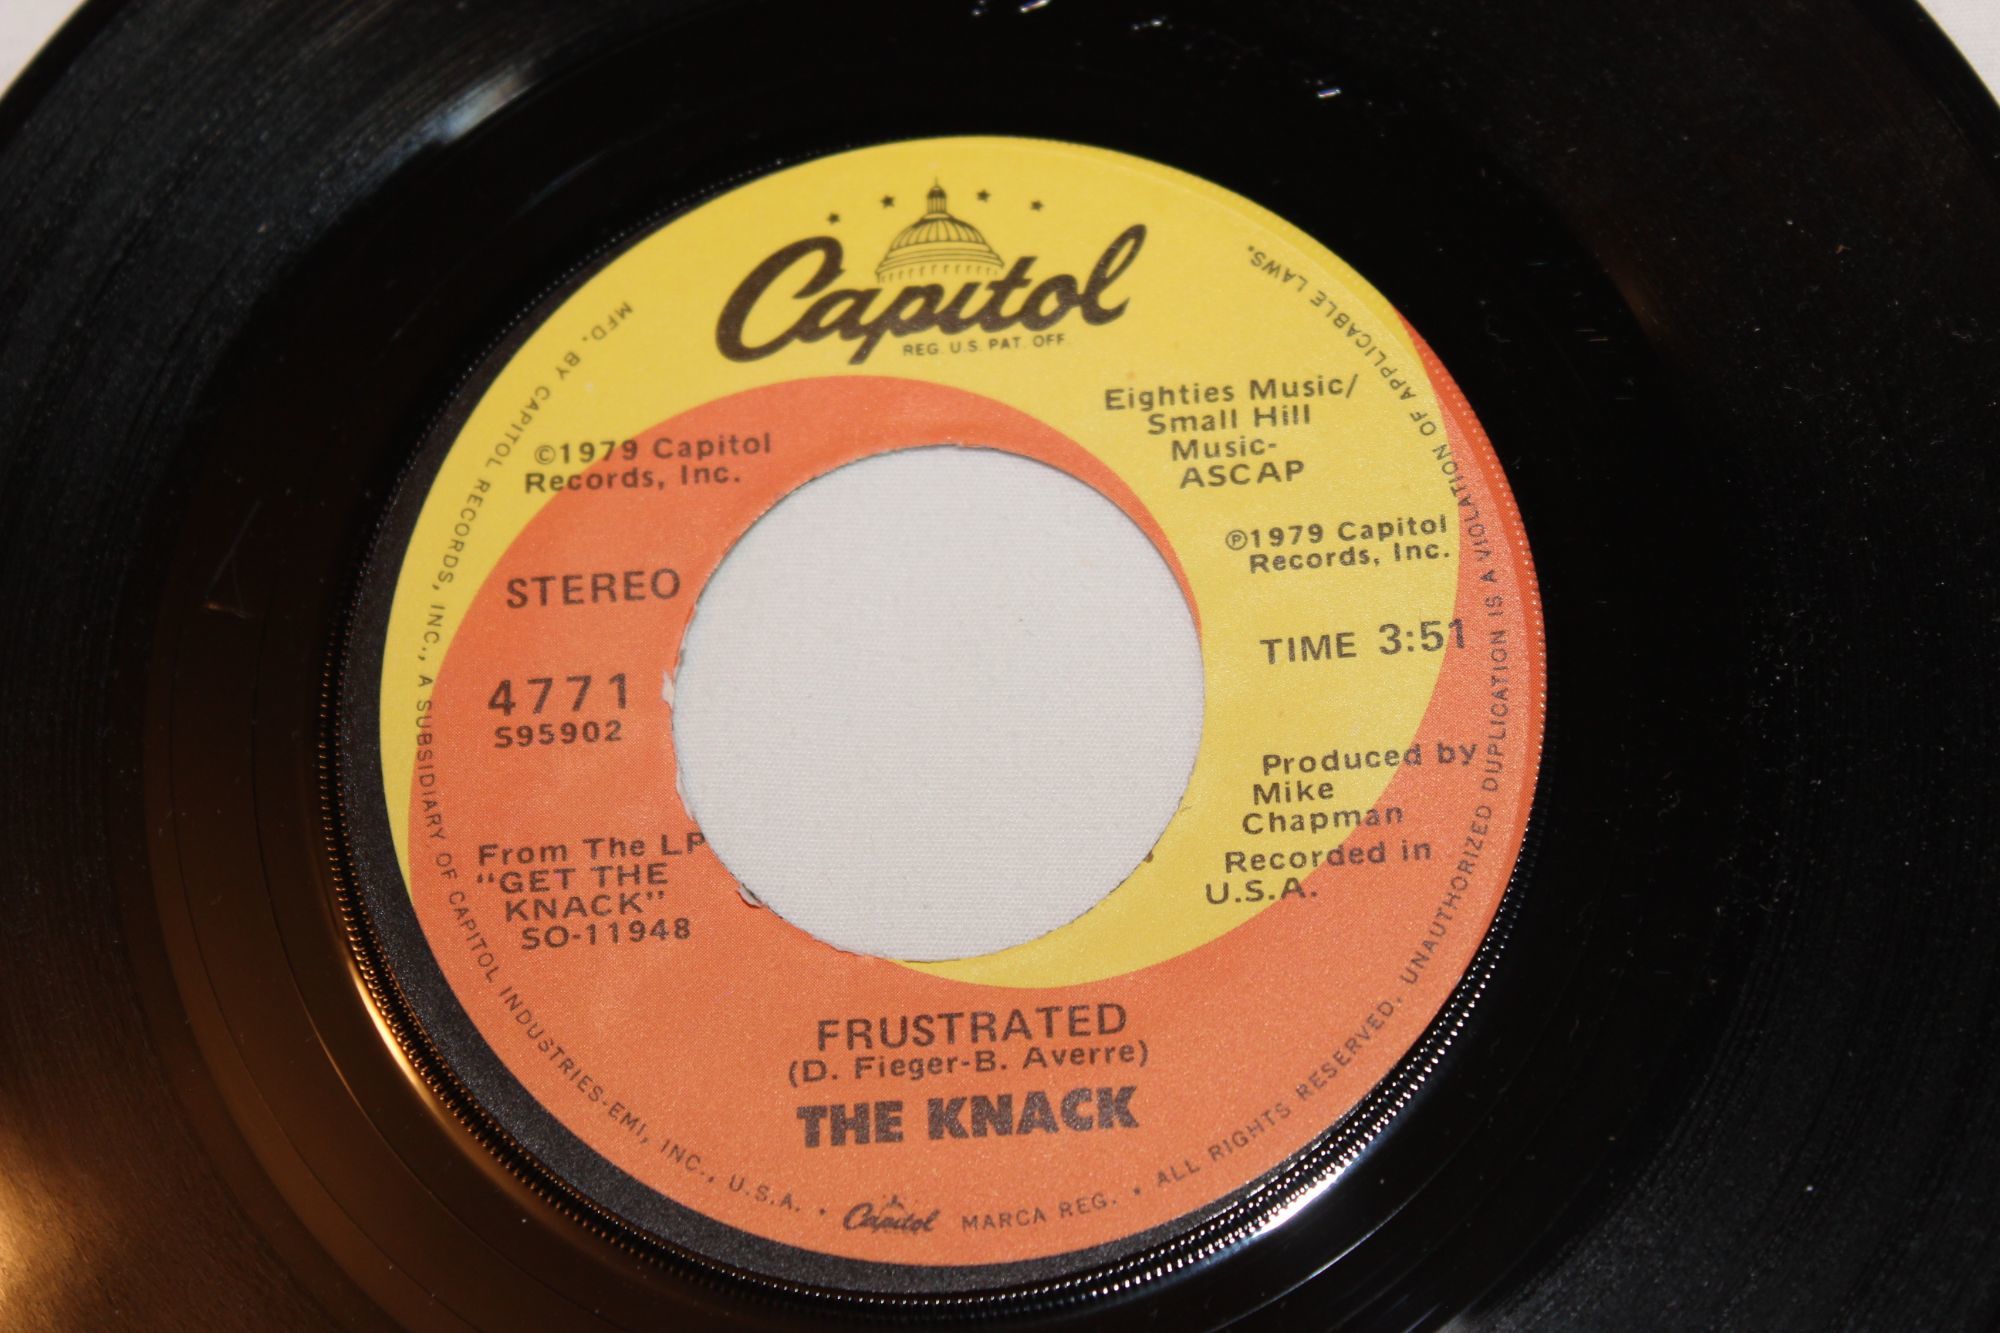 Capitol
REG. U.S. PAT. OFF.
©1979 Capitol
Records, Inc.
STEREO
4771
S95902
From The LP
"GET THE
KNACK"
SO-11948
Eighties Music/
Small Hill
Music-
ASCAP
℗1979 Capitol
Records, Inc.
TIME 3:51
Produced by
Mike
Chapman
Recorded in
U.S.A.
FRUSTRATED
(D. Fieger-B. Averre)
THE KNACK
MFD. BY CAPITOL RECORDS, INC., A SUBSIDIARY OF CAPITOL INDUSTRIES-EMI, INC., U.S.A. • Capitol MARCA REG. • ALL RIGHTS RESERVED. UNAUTHORIZED DUPLICATION IS A VIOLATION OF APPLICABLE LAWS.